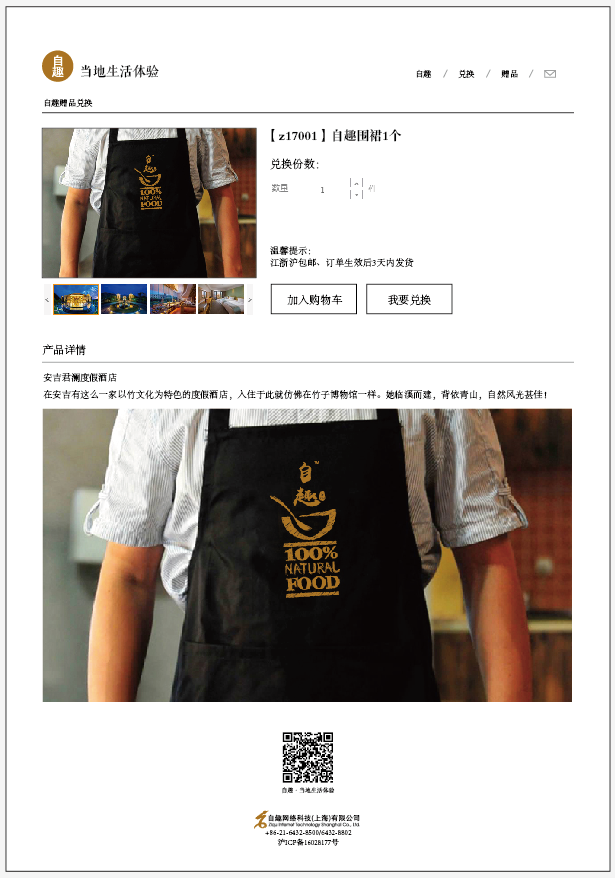 自趣
当地生活体验
自趣 / 兑换 / 赠品 /
自趣赠品兑换
【z17001】自趣围裙1个
兑换份数：
数量 1 份
温馨提示：
江浙沪包邮、订单生效后3天内发货
加入购物车 我要兑换
自趣
100%
NATURAL
FOOD
< >
产品详情
安吉君澜度假酒店
在安吉有这么一家以竹文化为特色的度假酒店，入住于此就仿佛在竹子博物馆一样。她临溪而建，背依青山，自然风光甚佳！
自趣
100%
NATURAL
FOOD
自趣·当地生活体验
自趣网络科技(上海)有限公司
Ziqu Internet Technology Shanghai Co., Ltd.
+86-21-6432-8500/6432-8802
沪ICP备16028177号